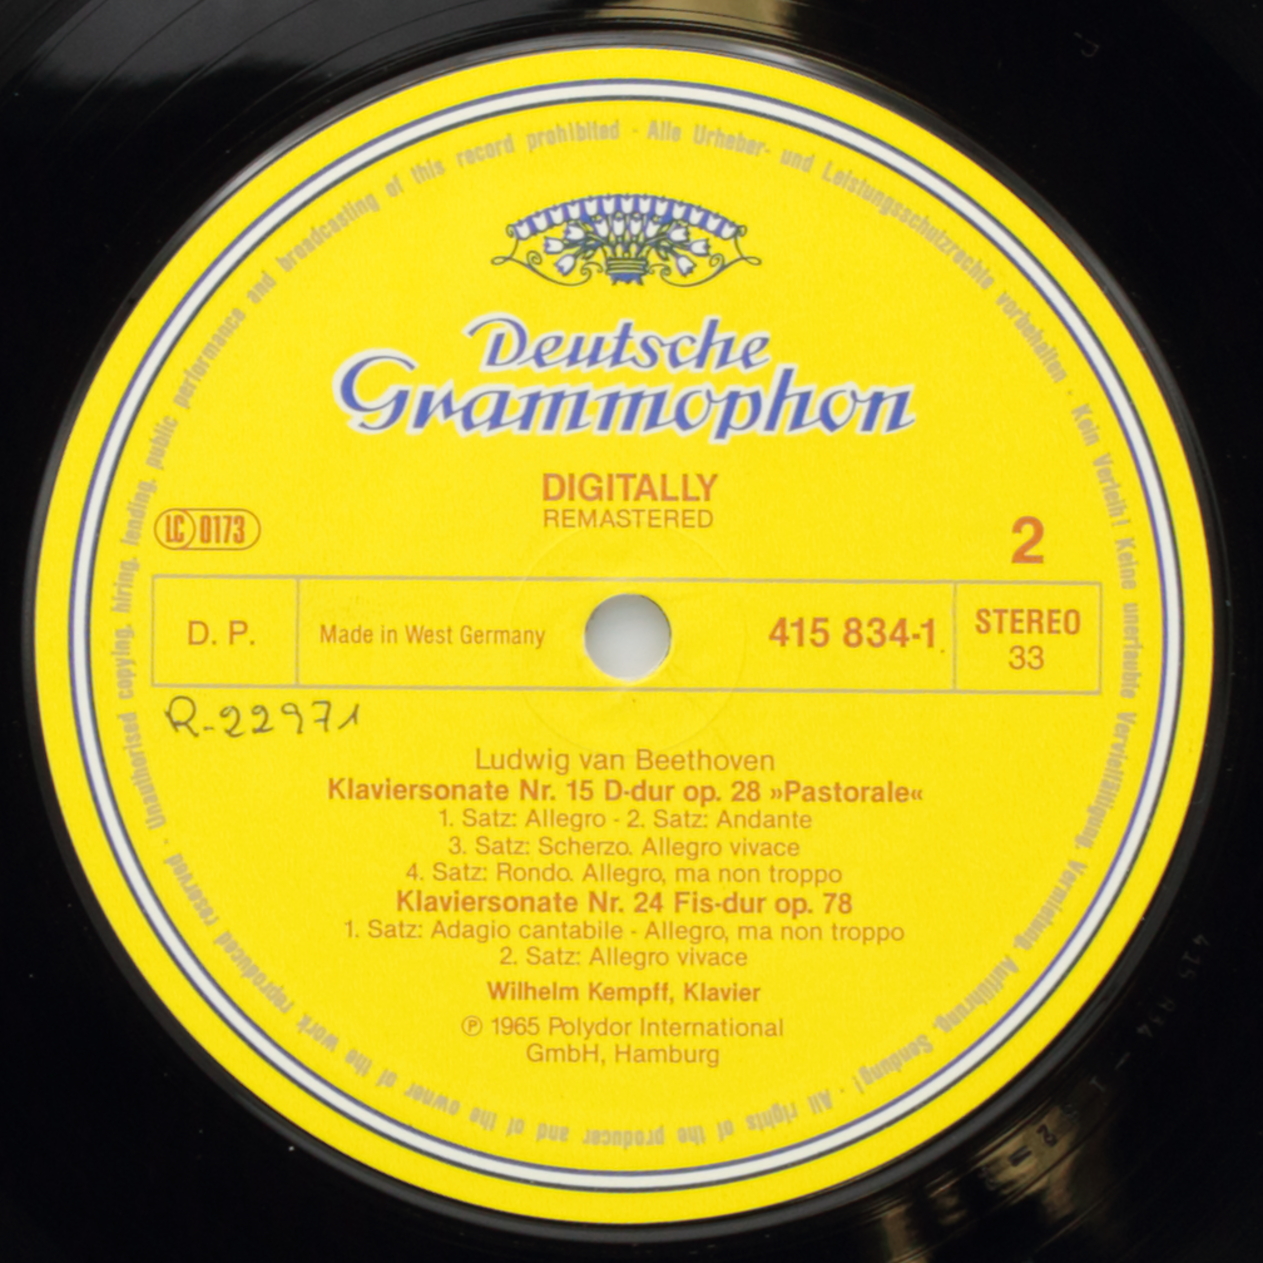 Deutsche
Grammophon
DIGITALLY
REMASTERED
LC 0173
2
D. P.
Made in West Germany
415 834-1
STEREO
33
R-22971
Ludwig van Beethoven
Klaviersonate Nr. 15 D-dur op. 28 »Pastorale«
1. Satz: Allegro - 2. Satz: Andante
3. Satz: Scherzo. Allegro vivace
4. Satz: Rondo. Allegro, ma non troppo
Klaviersonate Nr. 24 Fis-dur op. 78
1. Satz: Adagio cantabile - Allegro, ma non troppo
2. Satz: Allegro vivace
Wilhelm Kempff, Klavier
℗ 1965 Polydor International
GmbH, Hamburg
Alle Urheber- und Leistungsschutzrechte vorbehalten · Kein Verleih! Keine unerlaubte Vervielfältigung, Vermietung, Aufführung, Sendung! · All rights of the producer and of the owner of the work reproduced reserved · Unauthorised copying, hiring, lending, public performance and broadcasting of this record prohibited ·